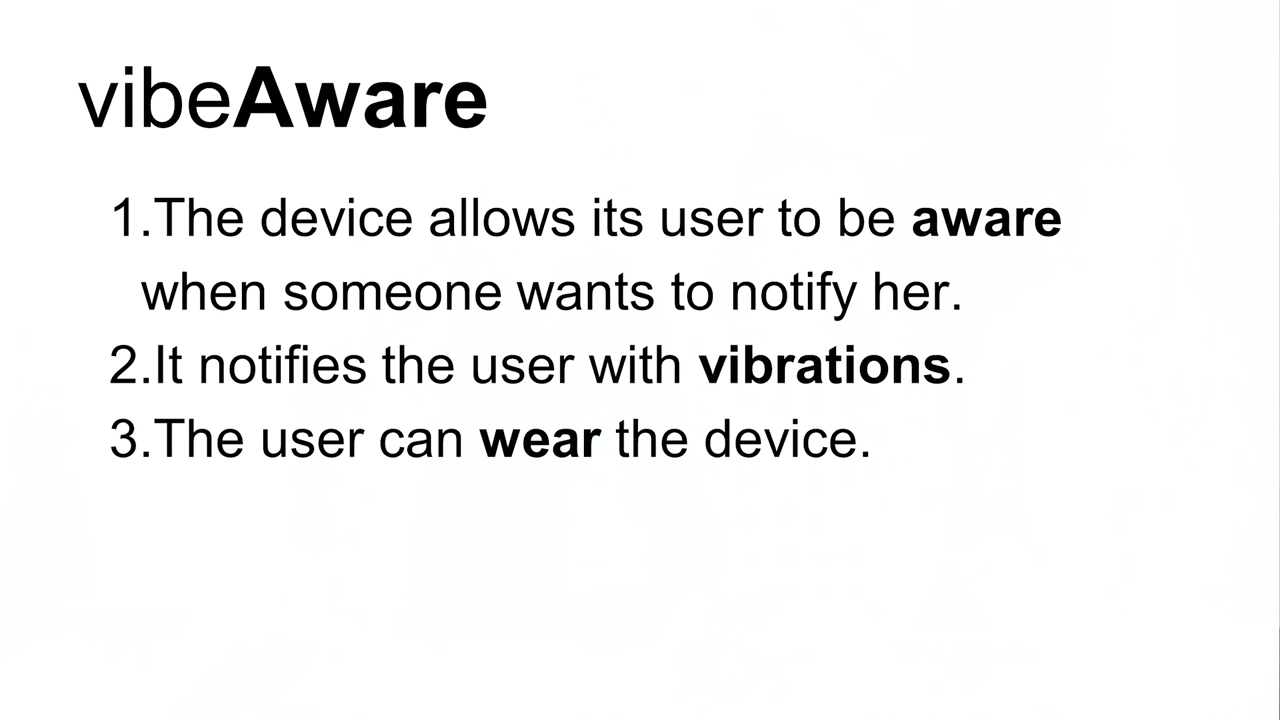 vibeAware
1.The device allows its user to be aware
when someone wants to notify her.
2.It notifies the user with vibrations.
3.The user can wear the device.